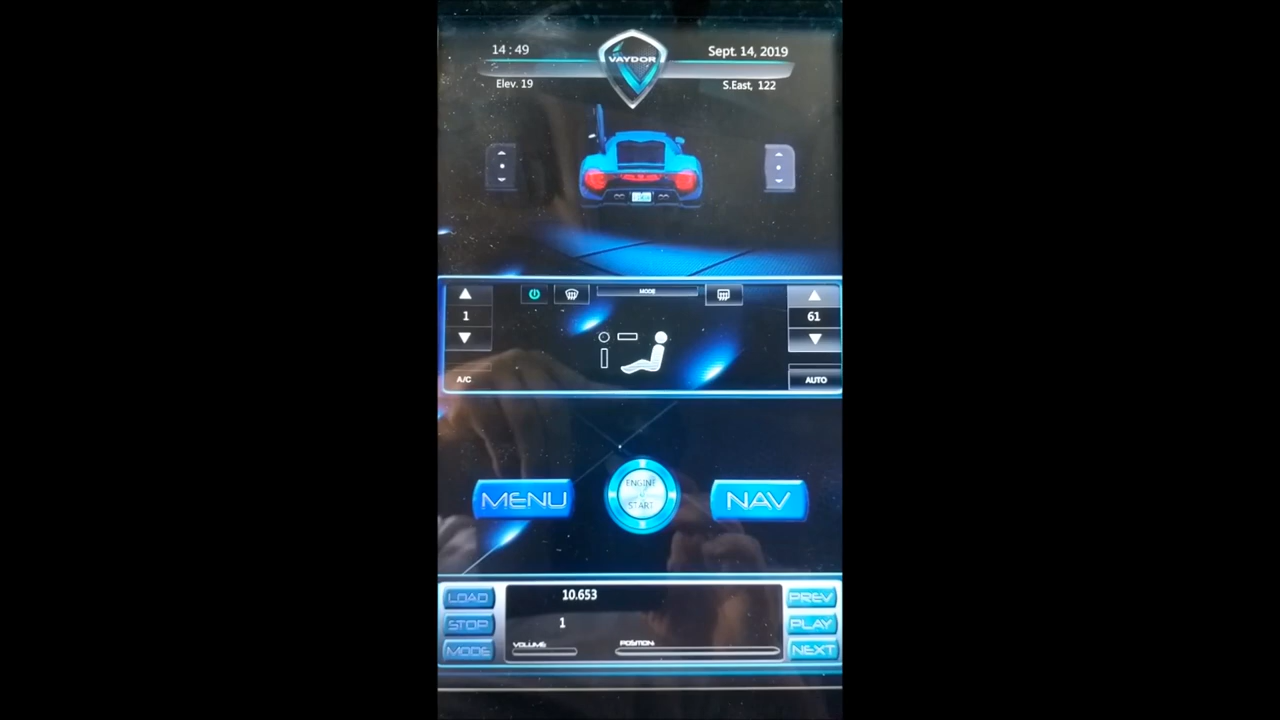 14 : 49
VAYDOR
Sept. 14, 2019
Elev. 19
S.East, 122
MODE
1
61
A/C
AUTO
MENU
ENGINE
START
NAV
LOAD
10.653
PREV
STOP
1
PLAY
VOLUME
POSITION
MODE
NEXT